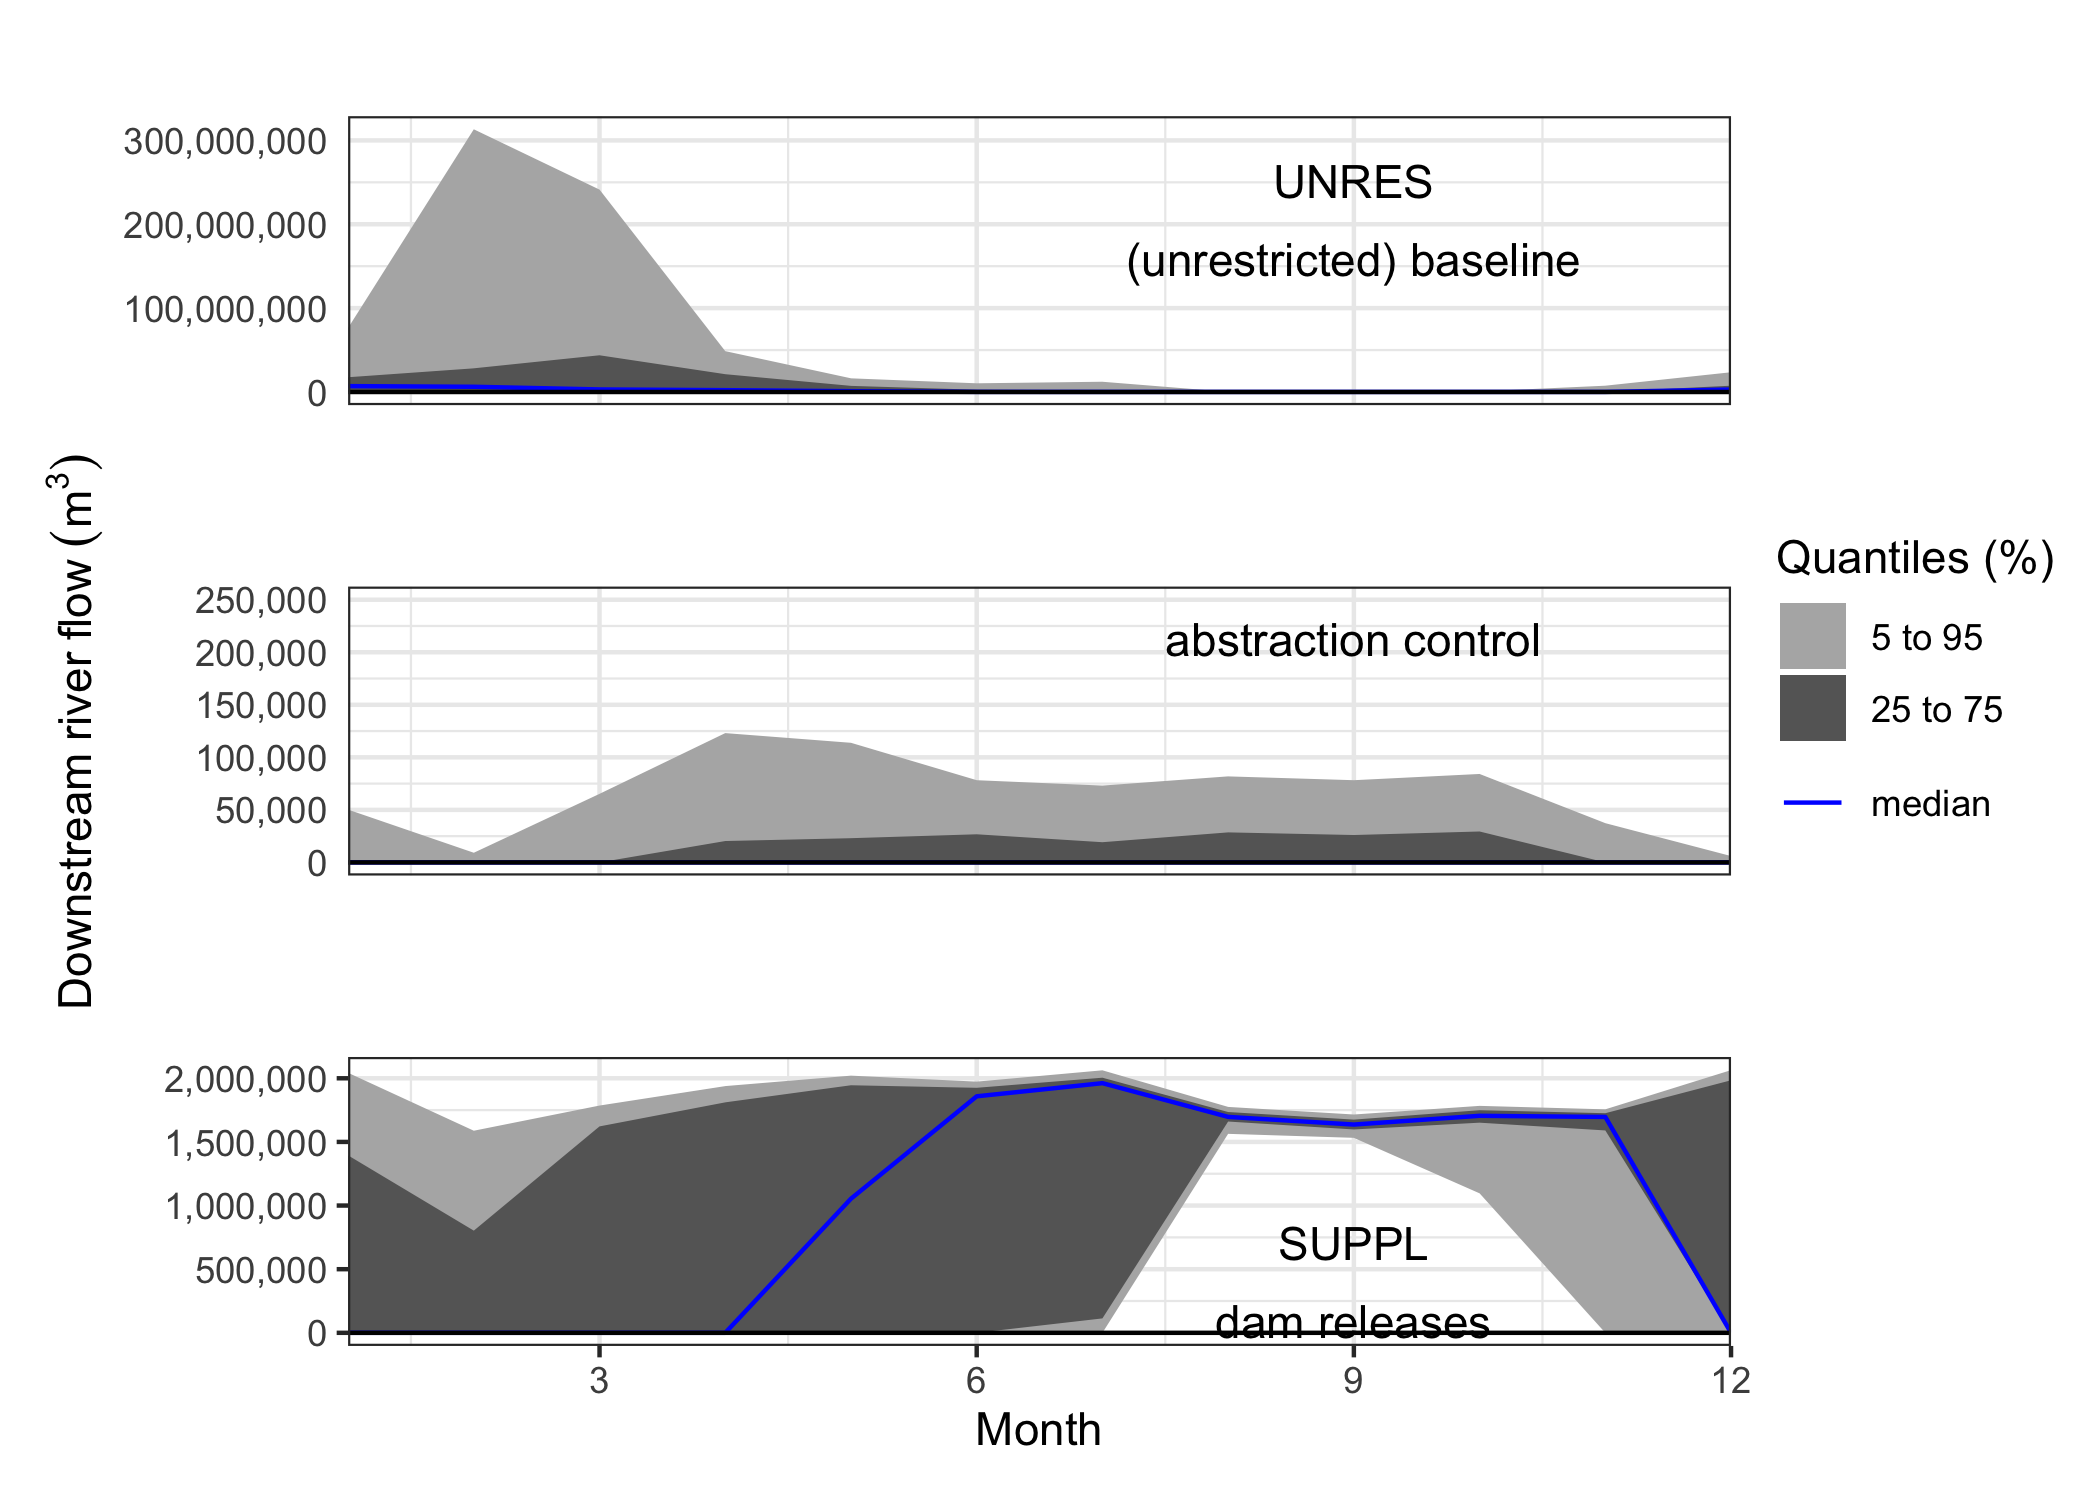 300,000,000
200,000,000
100,000,000
0
UNRES
(unrestricted) baseline
Downstream river flow (m³)
250,000
200,000
150,000
100,000
50,000
0
abstraction control
Quantiles (%)
5 to 95
25 to 75
median
2,000,000
1,500,000
1,000,000
500,000
0
SUPPL
dam releases
3 6 9 12
Month